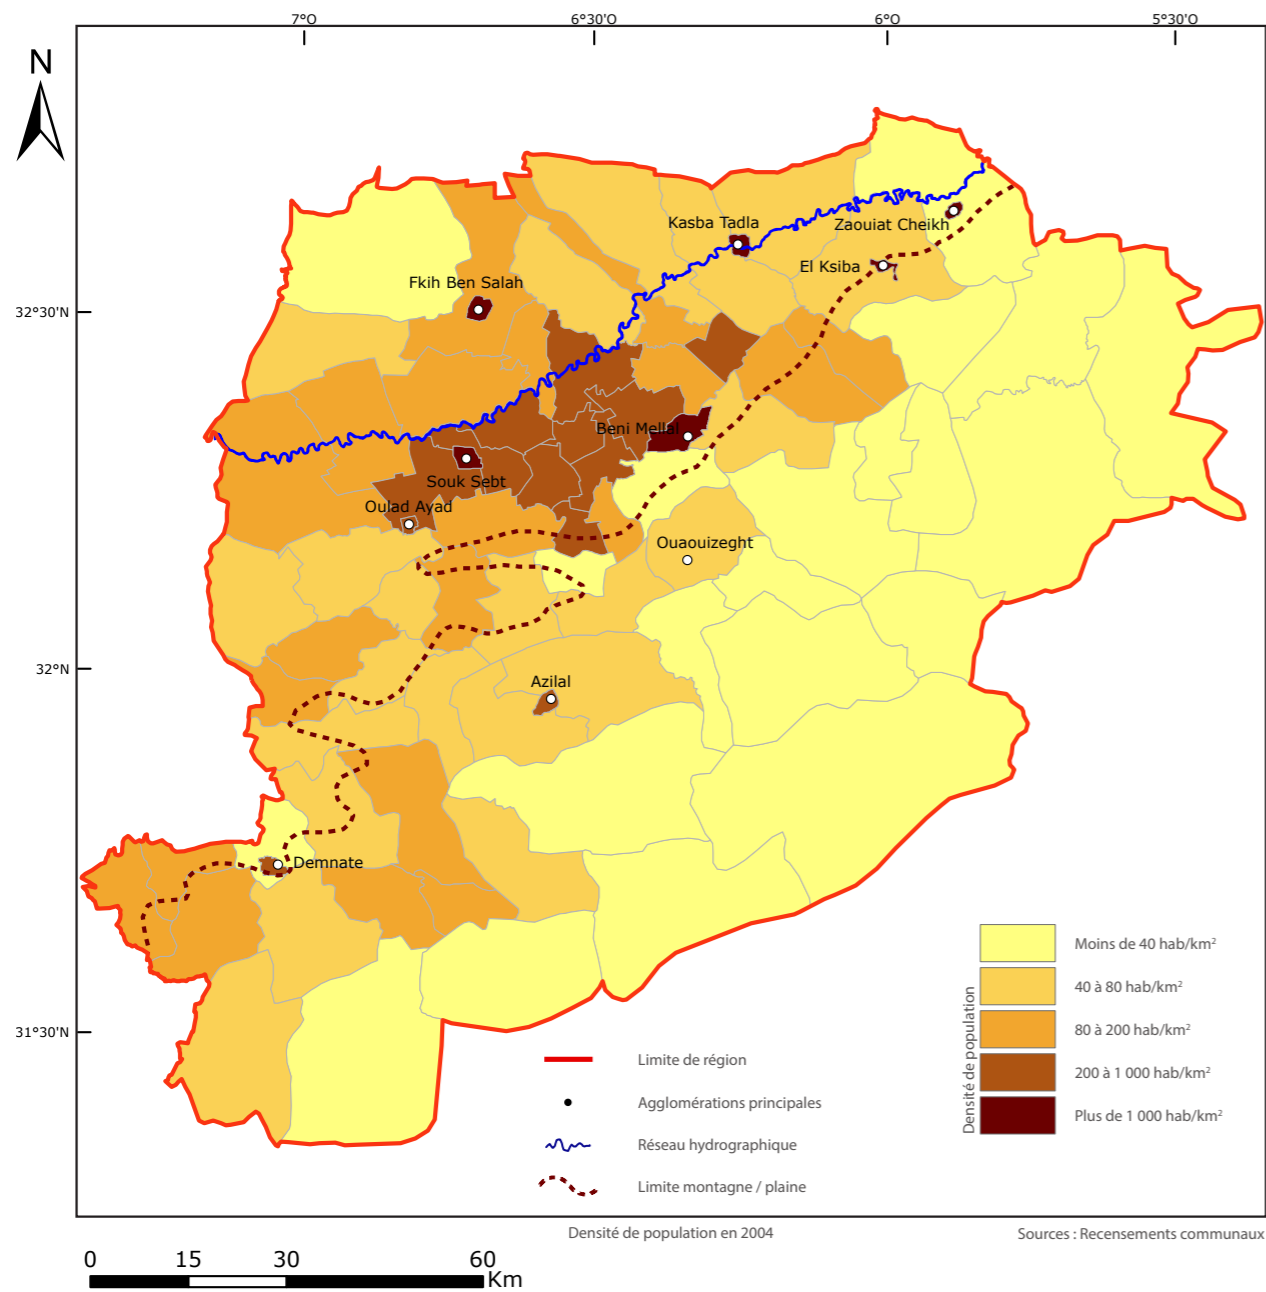 7°O
6°30'O
6°O
5°30'O
N
Kasba Tadla
Zaouiat Cheikh
El Ksiba
Fkih Ben Salah
32°30'N
Beni Mellal
Souk Sebt
Oulad Ayad
Ouaouizeght
32°N
Azilal
Demnate
31°30'N
Densité de population
Moins de 40 hab/km²
40 à 80 hab/km²
80 à 200 hab/km²
200 à 1 000 hab/km²
Plus de 1 000 hab/km²
Limite de région
Agglomérations principales
Réseau hydrographique
Limite montagne / plaine
Densité de population en 2004
Sources : Recensements communaux
0 15 30 60
Km